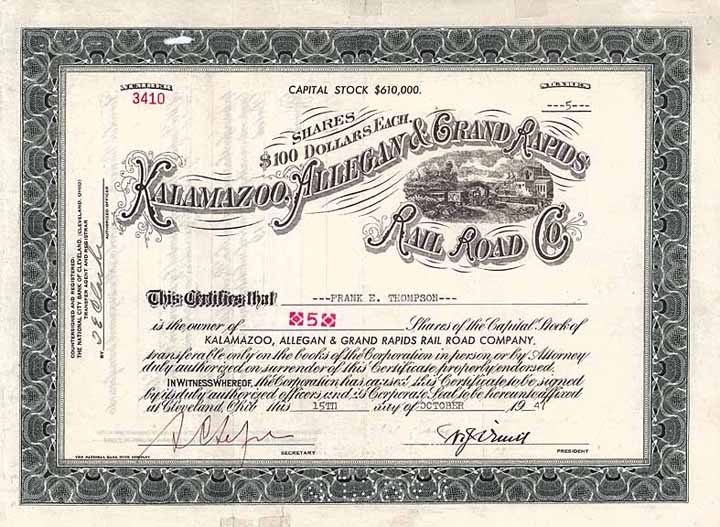 NUMBER
3410
CAPITAL STOCK $610,000.
SHARES
---5---
SHARES
$100 DOLLARS EACH.
KALAMAZOO, ALLEGAN & GRAND RAPIDS
RAIL ROAD CO.
COUNTERSIGNED AND REGISTERED:
THE NATIONAL CITY BANK OF CLEVELAND, (CLEVELAND, OHIO)
TRANSFER AGENT AND REGISTRAR
BY
AUTHORIZED OFFICER
This Certifies that ---FRANK E. THOMPSON---
is the owner of 5 Shares of the Capital Stock of
KALAMAZOO, ALLEGAN & GRAND RAPIDS RAIL ROAD COMPANY,
transferable only on the books of the Corporation in person or by Attorney
duly authorized on surrender of this Certificate properly endorsed.
IN WITNESS WHEREOF, the Corporation has caused this Certificate to be signed
by its duly authorized officers and its Corporate Seal to be hereunto affixed
at Cleveland, Ohio this 15TH day of OCTOBER 1947
SECRETARY
PRESIDENT